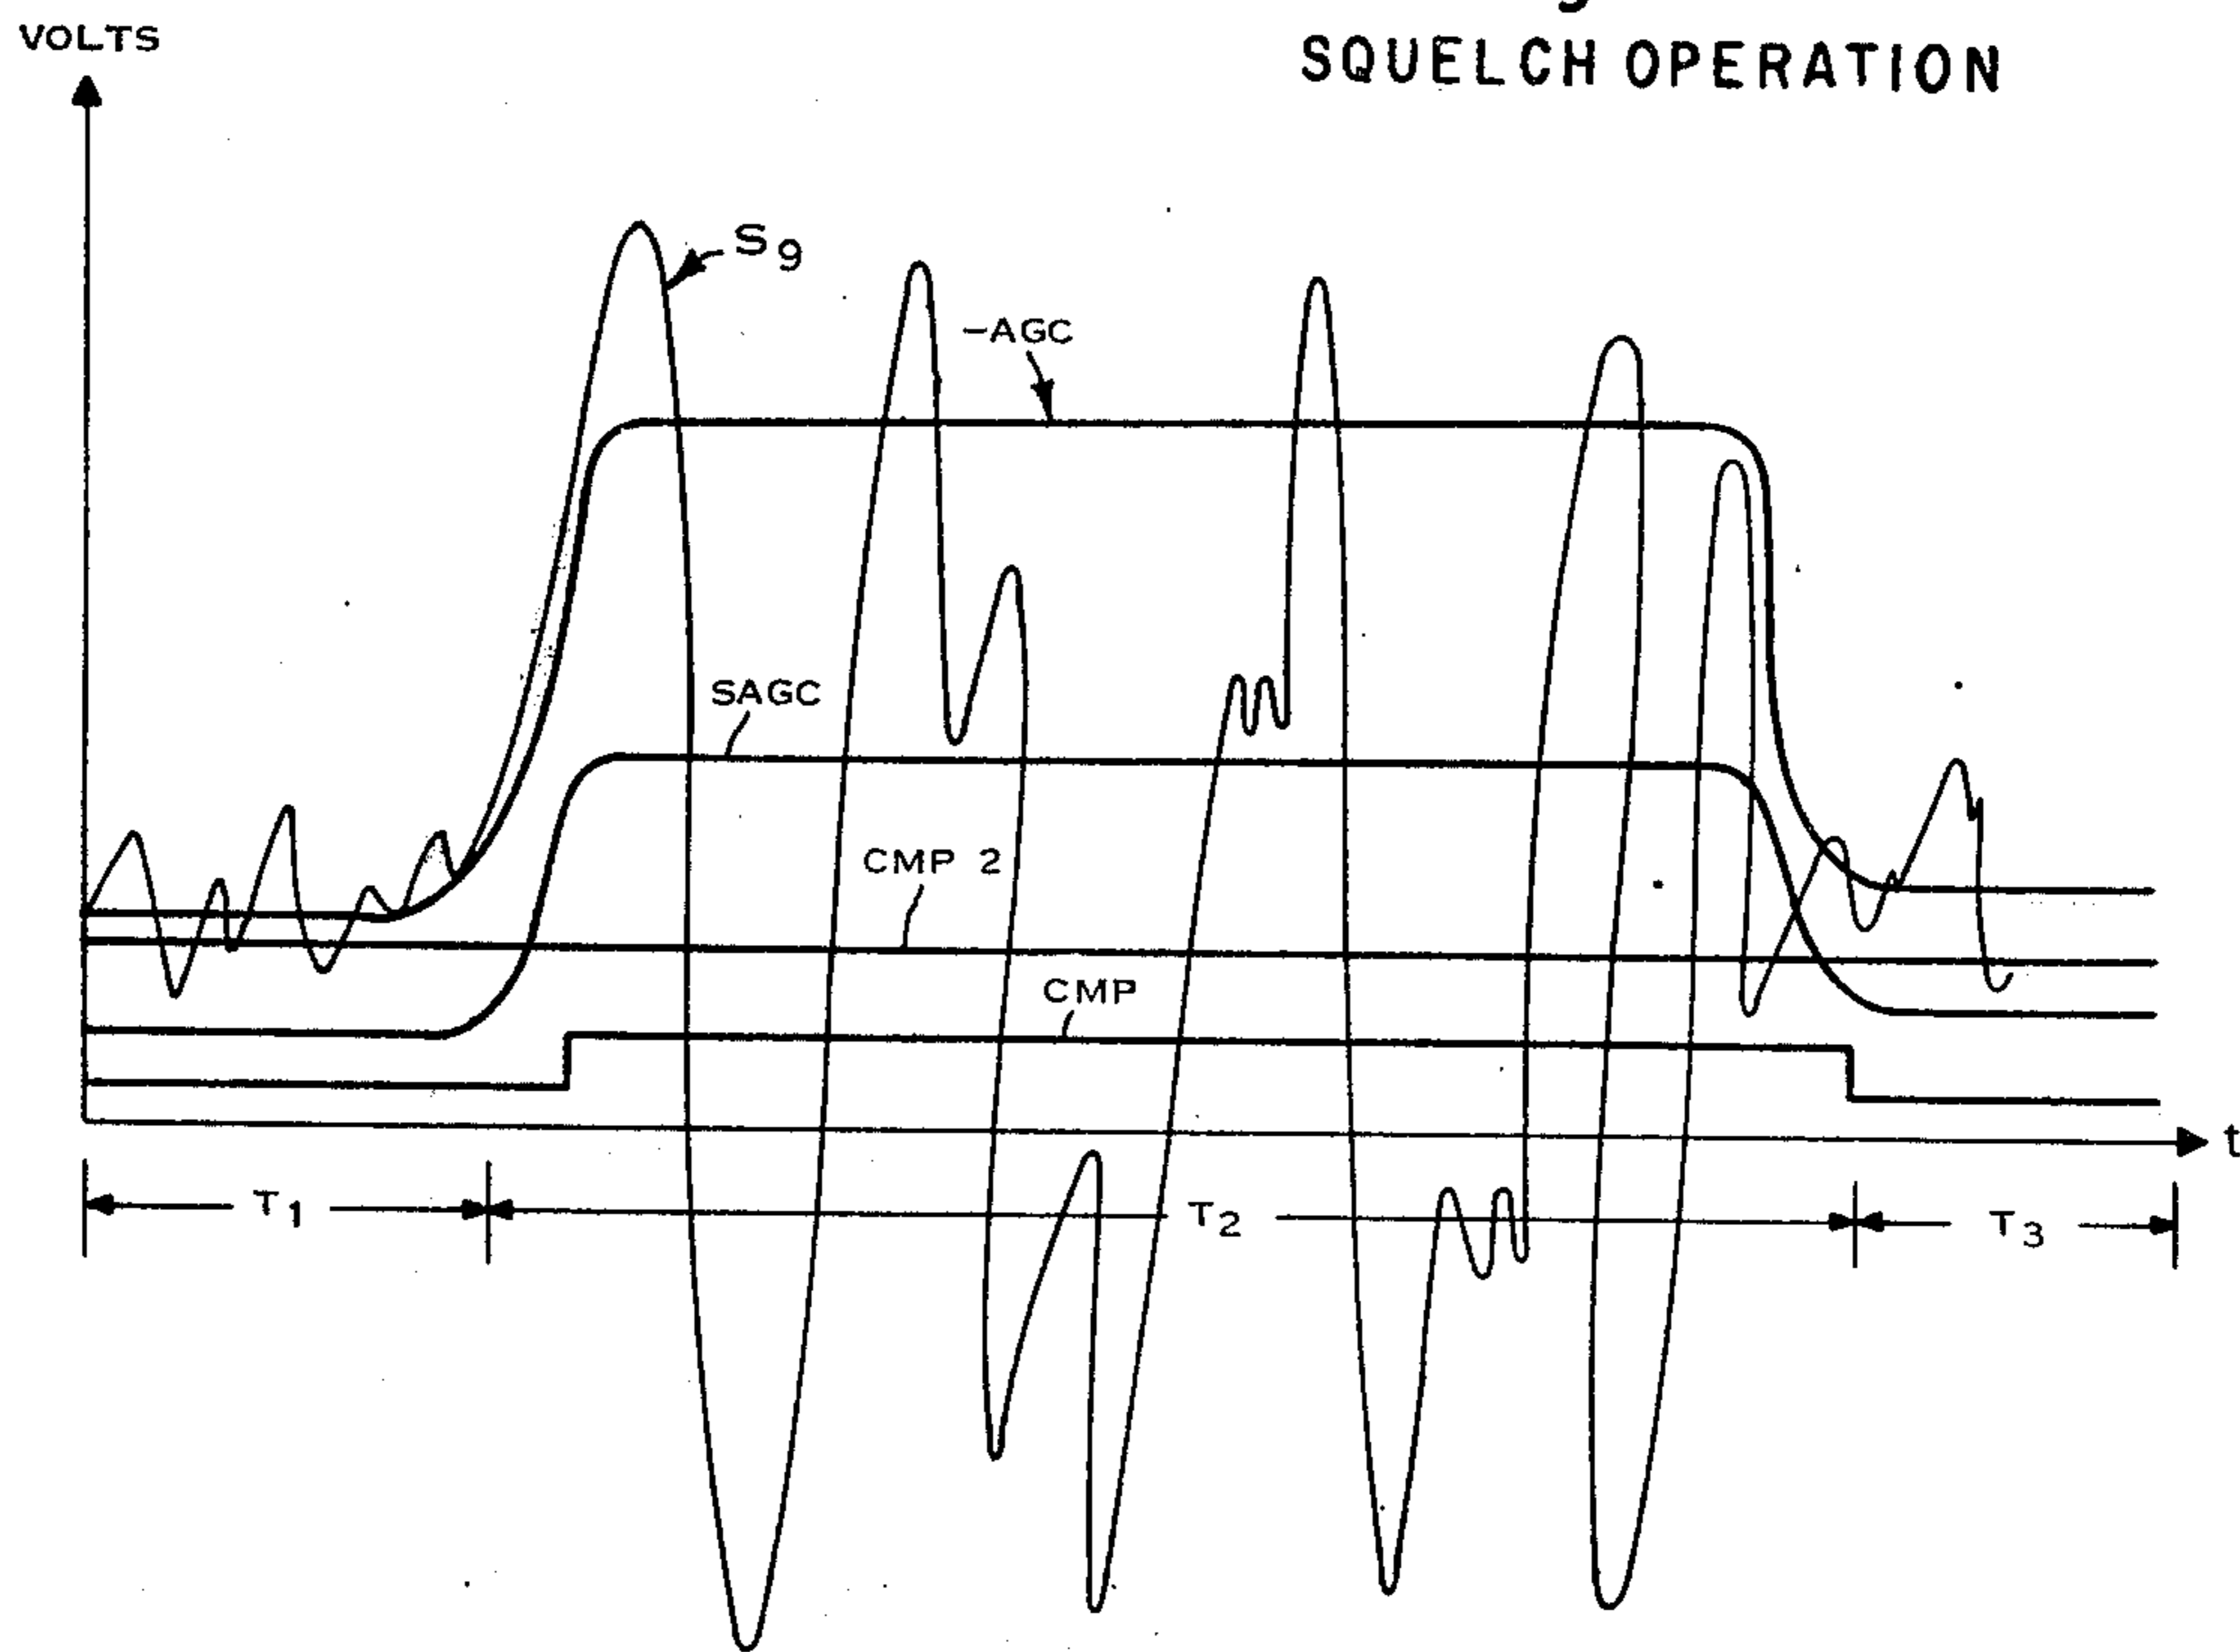 SQUELCH OPERATION
VOLTS
S9
-AGC
SAGC
CMP 2
CMP
t
T1
T2
T3